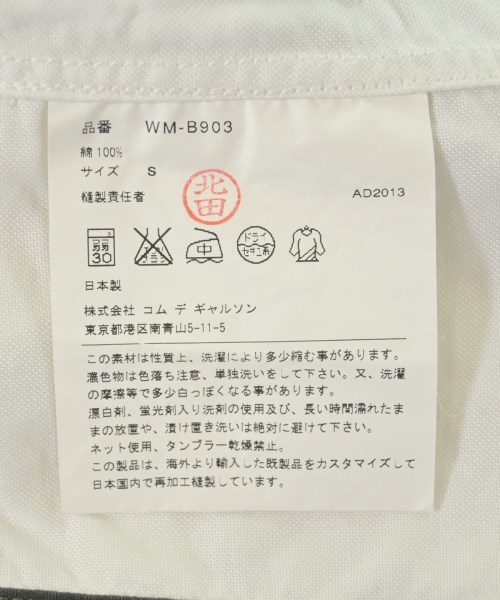 品番 WM-B903
綿 100%
サイズ S
縫製責任者 北田 AD2013
弱 30 エンソサラシ 中 ドライ セキユ系
日本製
株式会社 コム デ ギャルソン
東京都港区南青山5-11-5
この素材は性質上、洗濯により多少縮む事があります。
濃色物は色落ち注意、単独洗いをして下さい。又、洗濯
の摩擦等で多少白っぽくなる事があります。
漂白剤、蛍光剤入り洗剤の使用及び、長い時間濡れたま
まの放置や、漬け置き洗いは絶対に避けて下さい。
ネット使用、タンブラー乾燥禁止。
この製品は、海外より輸入した既製品をカスタマイズして
日本国内で再加工縫製しています。